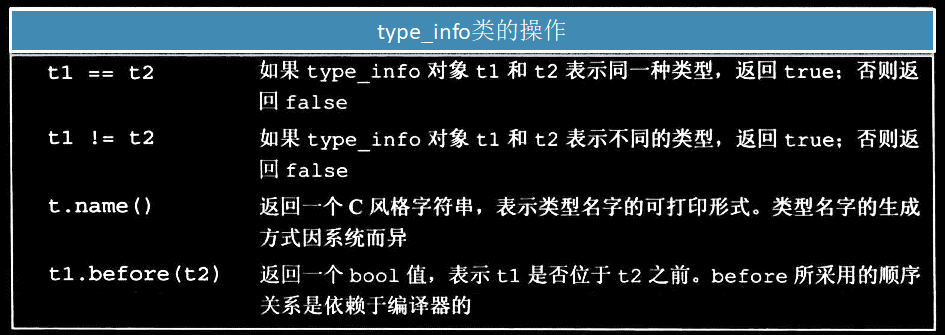 type_info类的操作
t1 == t2 如果 type_info 对象 t1 和 t2 表示同一种类型，返回 true；否则返
回 false
t1 != t2 如果 type_info 对象 t1 和 t2 表示不同的类型，返回 true；否则返
回 false
t.name() 返回一个 C 风格字符串，表示类型名字的可打印形式。类型名字的生成
方式因系统而异
t1.before(t2) 返回一个 bool 值，表示 t1 是否位于 t2 之前。before 所采用的顺序
关系是依赖于编译器的